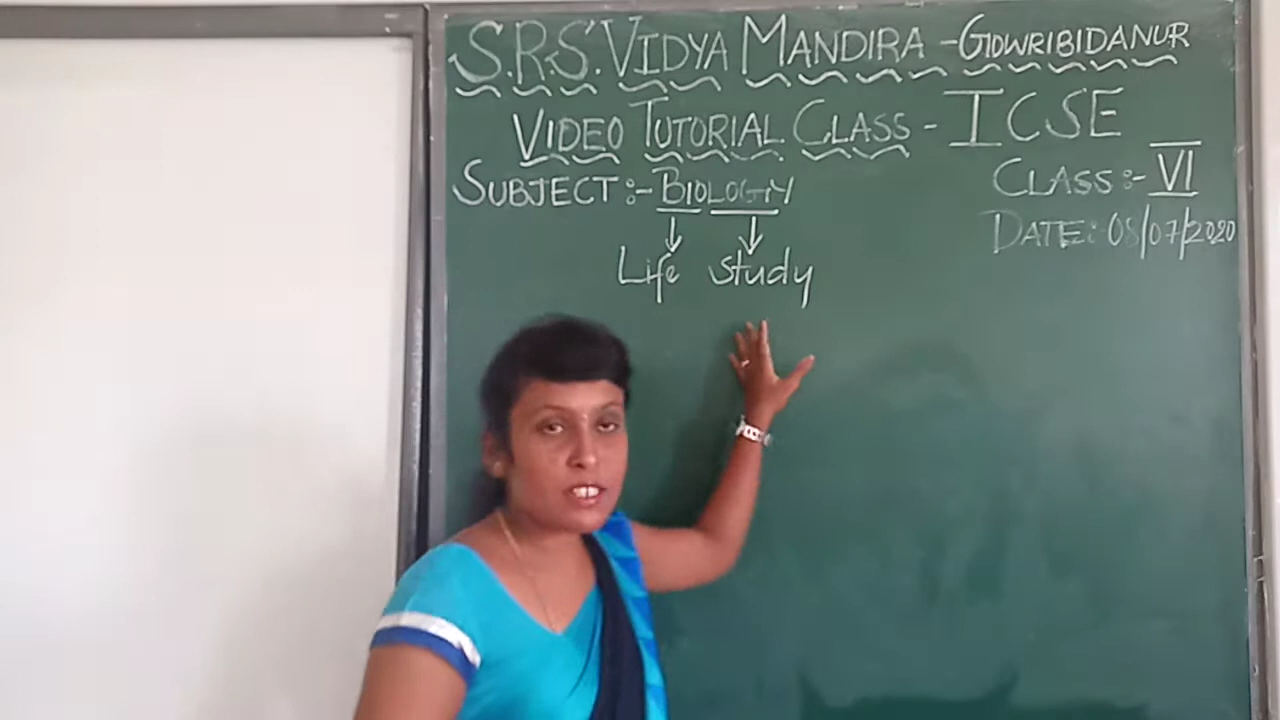 S.R.S. VIDYA MANDIRA - GOWRIBIDANUR
VIDEO TUTORIAL CLASS - ICSE
SUBJECT :- BIOLOGY
CLASS :- VI
DATE: 08/07/2020
Life study